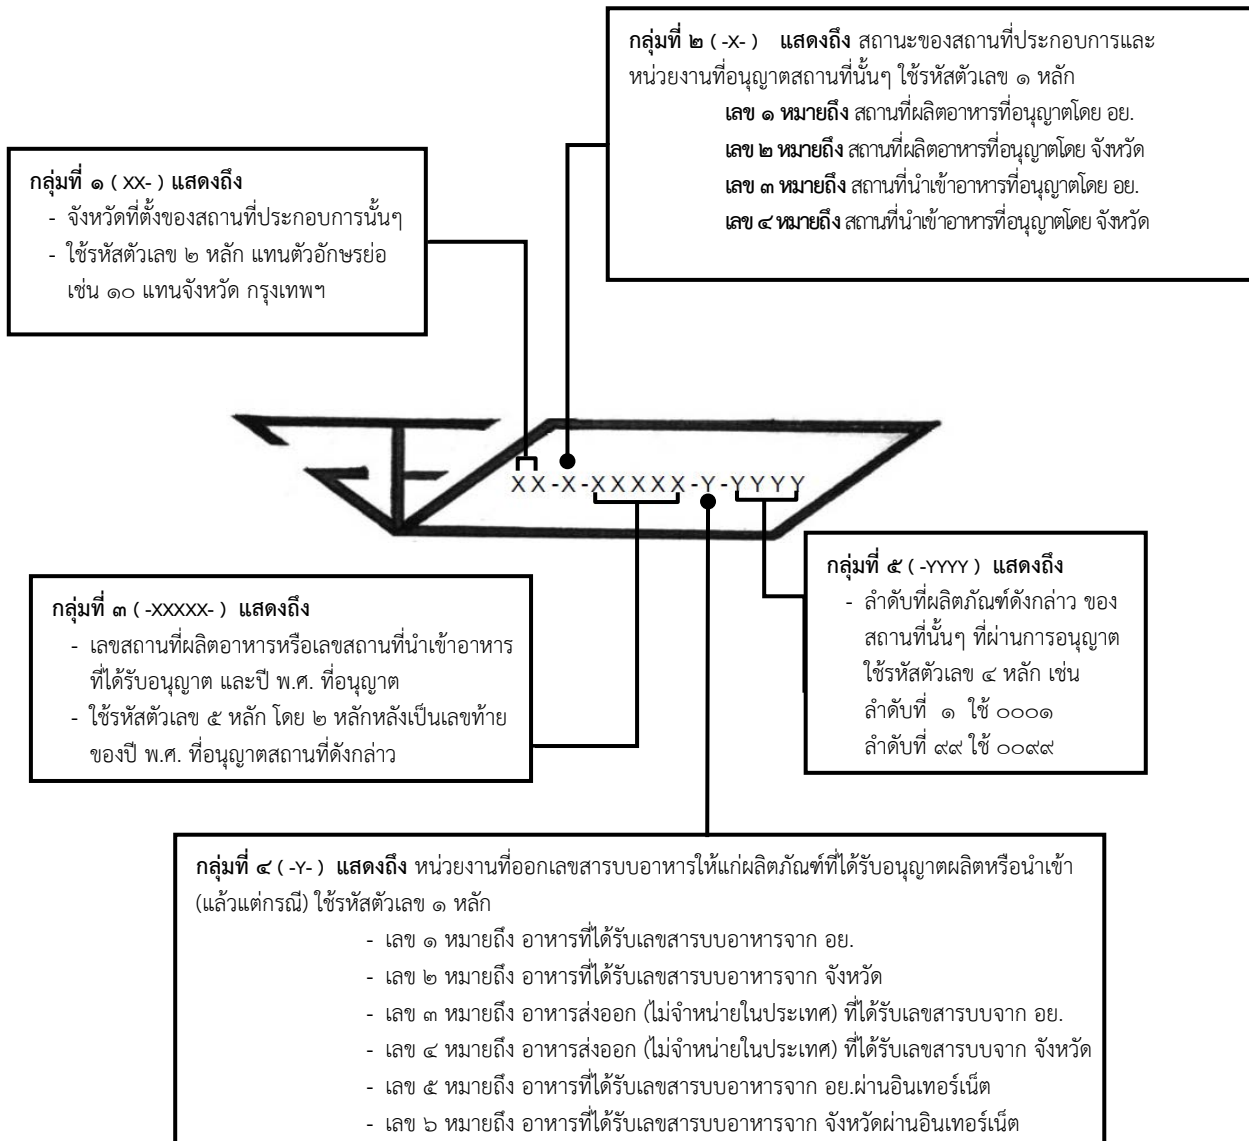 กลุ่มที่ ๒ ( -X- ) แสดงถึง สถานะของสถานที่ประกอบการและ
หน่วยงานที่อนุญาตสถานที่นั้นๆ ใช้รหัสตัวเลข ๑ หลัก
เลข ๑ หมายถึง สถานที่ผลิตอาหารที่อนุญาตโดย อย.
เลข ๒ หมายถึง สถานที่ผลิตอาหารที่อนุญาตโดย จังหวัด
เลข ๓ หมายถึง สถานที่นำเข้าอาหารที่อนุญาตโดย อย.
เลข ๔ หมายถึง สถานที่นำเข้าอาหารที่อนุญาตโดย จังหวัด
กลุ่มที่ ๑ ( XX- ) แสดงถึง
- จังหวัดที่ตั้งของสถานที่ประกอบการนั้นๆ
- ใช้รหัสตัวเลข ๒ หลัก แทนตัวอักษรย่อ
เช่น ๑๐ แทนจังหวัด กรุงเทพฯ
XX-X-XXXXX-Y-YYYY
กลุ่มที่ ๓ ( -XXXXX- ) แสดงถึง
- เลขสถานที่ผลิตอาหารหรือเลขสถานที่นำเข้าอาหาร
ที่ได้รับอนุญาต และปี พ.ศ. ที่อนุญาต
- ใช้รหัสตัวเลข ๕ หลัก โดย ๒ หลักหลังเป็นเลขท้าย
ของปี พ.ศ. ที่อนุญาตสถานที่ดังกล่าว
กลุ่มที่ ๕ ( -YYYY ) แสดงถึง
- ลำดับที่ผลิตภัณฑ์ดังกล่าว ของ
สถานที่นั้นๆ ที่ผ่านการอนุญาต
ใช้รหัสตัวเลข ๔ หลัก เช่น
ลำดับที่ ๑ ใช้ ๐๐๐๑
ลำดับที่ ๙๙ ใช้ ๐๐๙๙
กลุ่มที่ ๔ ( -Y- ) แสดงถึง หน่วยงานที่ออกเลขสารบบอาหารให้แก่ผลิตภัณฑ์ที่ได้รับอนุญาตผลิตหรือนำเข้า
(แล้วแต่กรณี) ใช้รหัสตัวเลข ๑ หลัก
- เลข ๑ หมายถึง อาหารที่ได้รับเลขสารบบอาหารจาก อย.
- เลข ๒ หมายถึง อาหารที่ได้รับเลขสารบบอาหารจาก จังหวัด
- เลข ๓ หมายถึง อาหารส่งออก (ไม่จำหน่ายในประเทศ) ที่ได้รับเลขสารบบจาก อย.
- เลข ๔ หมายถึง อาหารส่งออก (ไม่จำหน่ายในประเทศ) ที่ได้รับเลขสารบบจาก จังหวัด
- เลข ๕ หมายถึง อาหารที่ได้รับเลขสารบบอาหารจาก อย.ผ่านอินเทอร์เน็ต
- เลข ๖ หมายถึง อาหารที่ได้รับเลขสารบบอาหารจาก จังหวัดผ่านอินเทอร์เน็ต